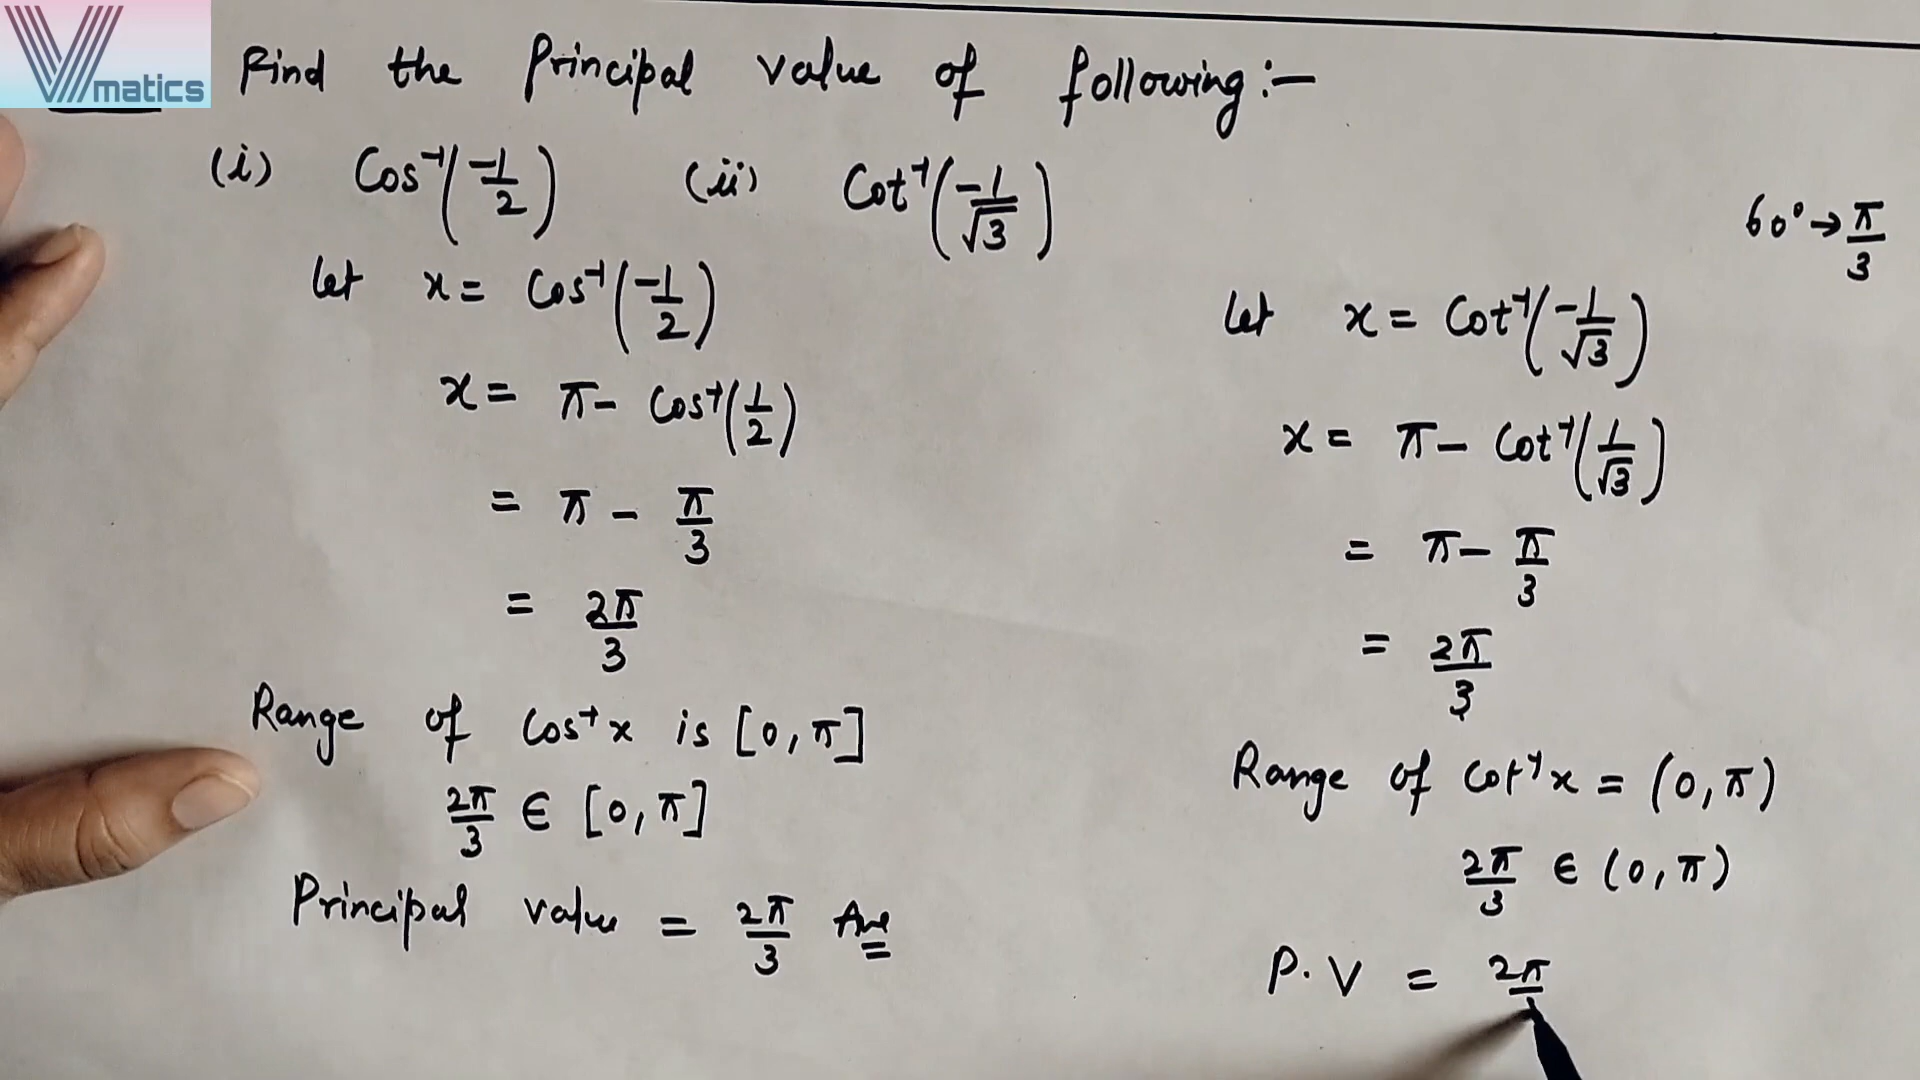 Vmatics
Find the Principal value of following:-
(i) Cos⁻¹(-1/2) (ii) Cot⁻¹(-1/√3)
60° → π/3
let x = Cos⁻¹(-1/2)
x = π - Cos⁻¹(1/2)
= π - π/3
= 2π/3
Range of Cos⁻¹x is [0, π]
2π/3 ∈ [0, π]
Principal value = 2π/3 Ans
Let x = Cot⁻¹(-1/√3)
x = π - Cot⁻¹(1/√3)
= π - π/3
= 2π/3
Range of Cot⁻¹x = (0, π)
2π/3 ∈ (0, π)
P.V = 2π